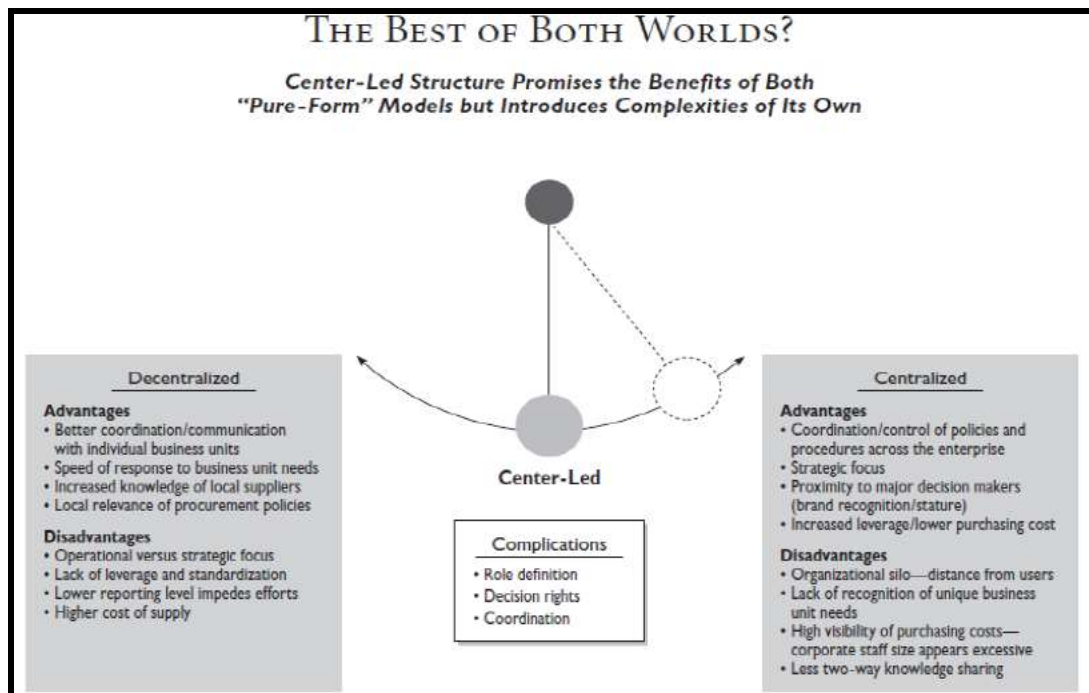 THE BEST OF BOTH WORLDS?
Center-Led Structure Promises the Benefits of Both
“Pure-Form” Models but Introduces Complexities of Its Own
Decentralized
Advantages
• Better coordination/communication
with individual business units
• Speed of response to business unit needs
• Increased knowledge of local suppliers
• Local relevance of procurement policies
Disadvantages
• Operational versus strategic focus
• Lack of leverage and standardization
• Lower reporting level impedes efforts
• Higher cost of supply
Center-Led
Complications
• Role definition
• Decision rights
• Coordination
Centralized
Advantages
• Coordination/control of policies and
procedures across the enterprise
• Strategic focus
• Proximity to major decision makers
(brand recognition/stature)
• Increased leverage/lower purchasing cost
Disadvantages
• Organizational silo—distance from users
• Lack of recognition of unique business
unit needs
• High visibility of purchasing costs—
corporate staff size appears excessive
• Less two-way knowledge sharing